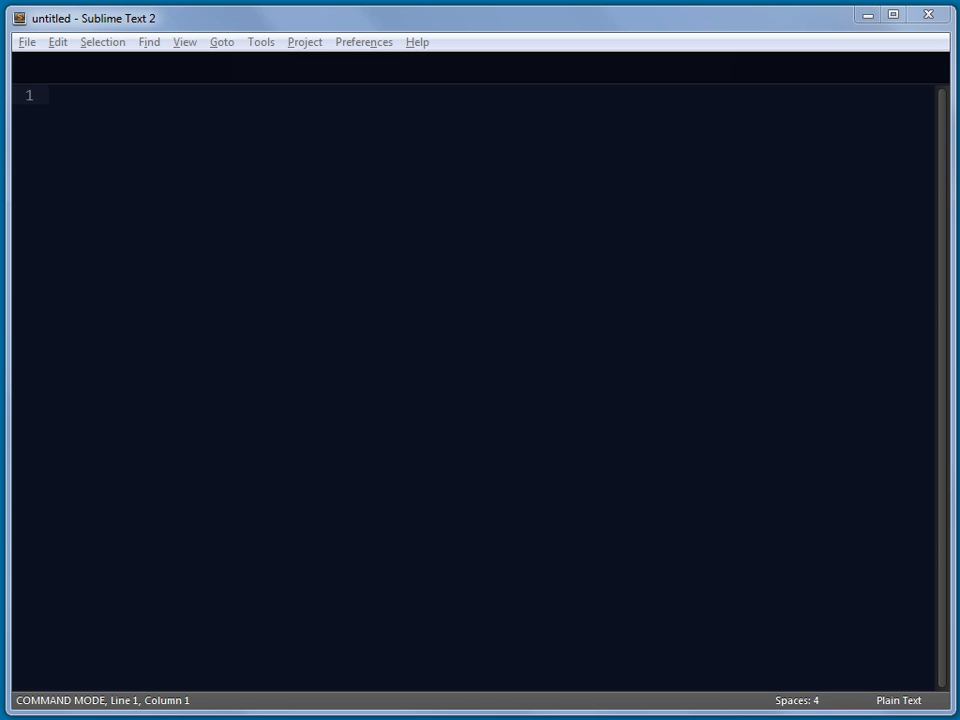 untitled - Sublime Text 2
File Edit Selection Find View Goto Tools Project Preferences Help
1
COMMAND MODE, Line 1, Column 1 Spaces: 4 Plain Text